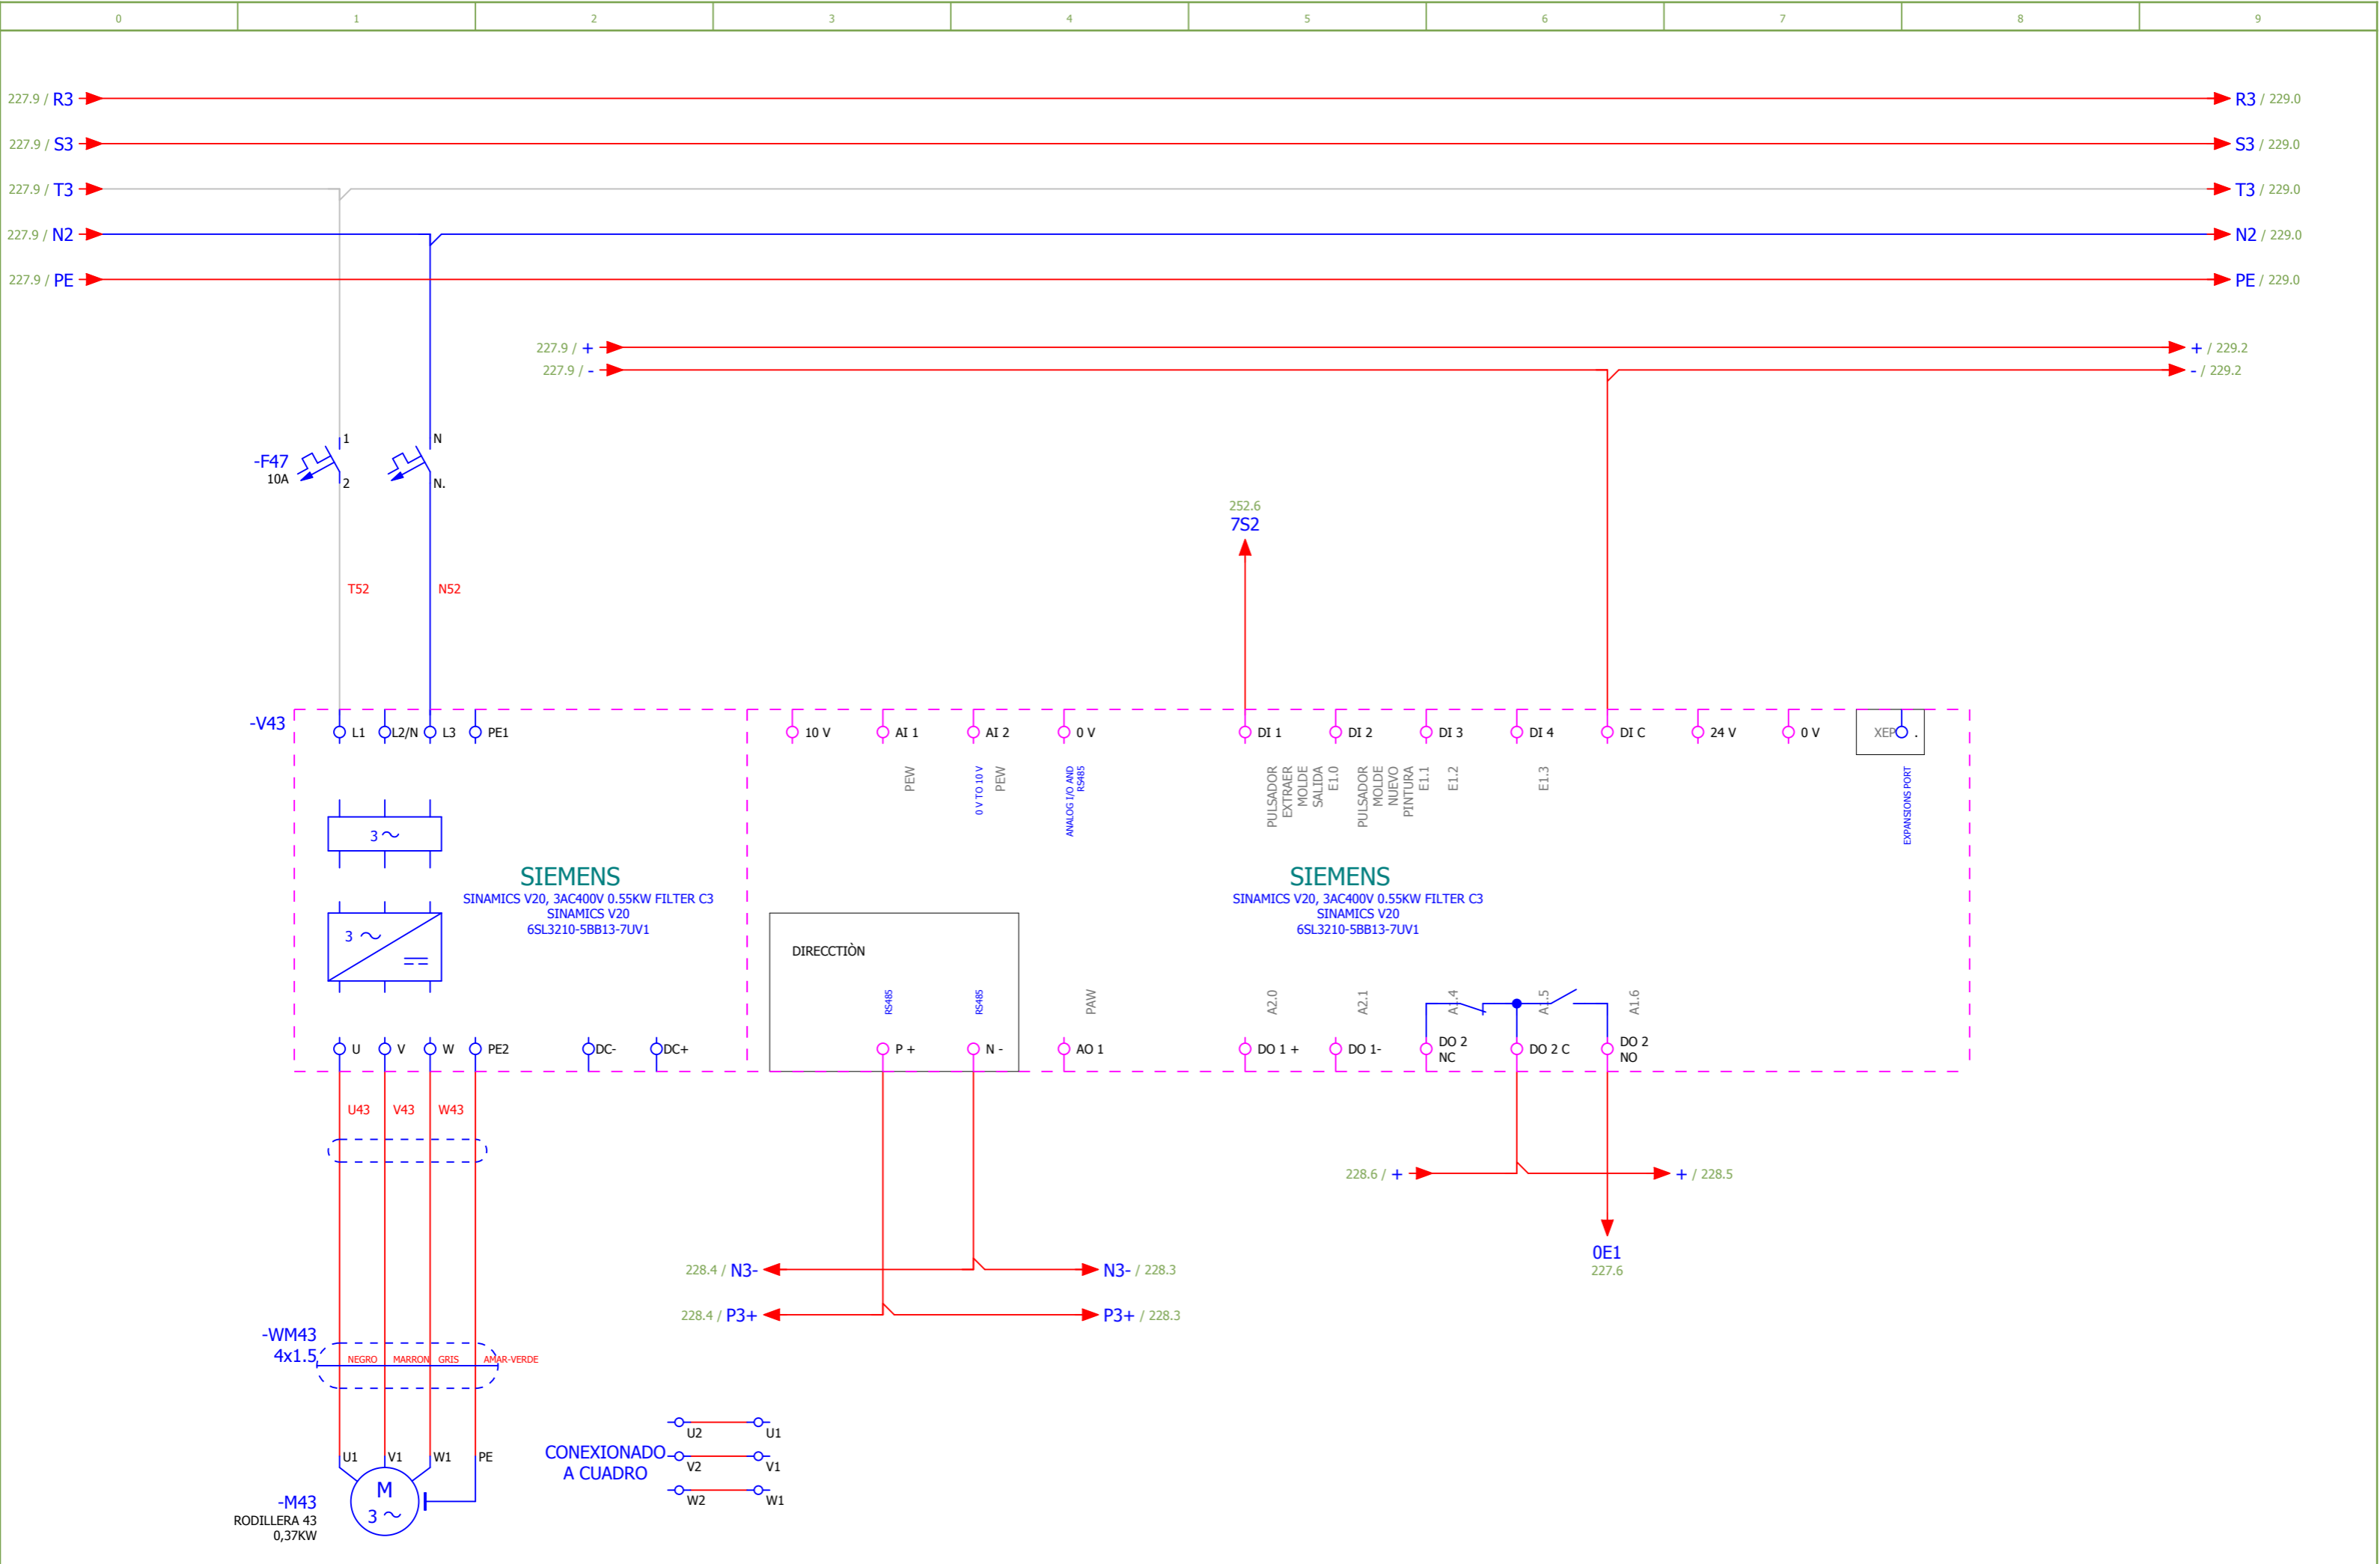 0 1 2 3 4 5 6 7 8 9
227.9 / R3 R3 / 229.0
227.9 / S3 S3 / 229.0
227.9 / T3 T3 / 229.0
227.9 / N2 N2 / 229.0
227.9 / PE PE / 229.0
227.9 / + + / 229.2
227.9 / - - / 229.2
1 N
-F47
10A
2 N.
252.6
7S2
T52 N52
-V43
L1 L2/N L3 PE1 10 V AI 1 AI 2 0 V DI 1 DI 2 DI 3 DI 4 DI C 24 V 0 V XEP .
PEW
0 V TO 10 V
PEW
ANALOG I/O AND
RS485
PULSADOR
EXTRAER
MOLDE
SALIDA
E1.0
PULSADOR
MOLDE
NUEVO
PINTURA
E1.1
E1.2
E1.3
EXPANSIONS PORT
3
SIEMENS
SINAMICS V20, 3AC400V 0.55KW FILTER C3
SINAMICS V20
6SL3210-5BB13-7UV1
SIEMENS
SINAMICS V20, 3AC400V 0.55KW FILTER C3
SINAMICS V20
6SL3210-5BB13-7UV1
3
DIRECCTIÒN
RS485
RS485
PAW
A2.0
A2.1
A1.4
A1.5
A1.6
U V W PE2 DC- DC+ P + N - AO 1 DO 1 + DO 1- DO 2
NC
DO 2 C
DO 2
NO
U43 V43 W43
228.6 / + + / 228.5
0E1
227.6
228.4 / N3- N3- / 228.3
228.4 / P3+ P3+ / 228.3
-WM43
4x1.5
NEGRO MARRON GRIS AMAR-VERDE
U2 U1
CONEXIONADO
A CUADRO
V2 V1
W2 W1
U1 V1 W1 PE
M
3
-M43
RODILLERA 43
0,37KW